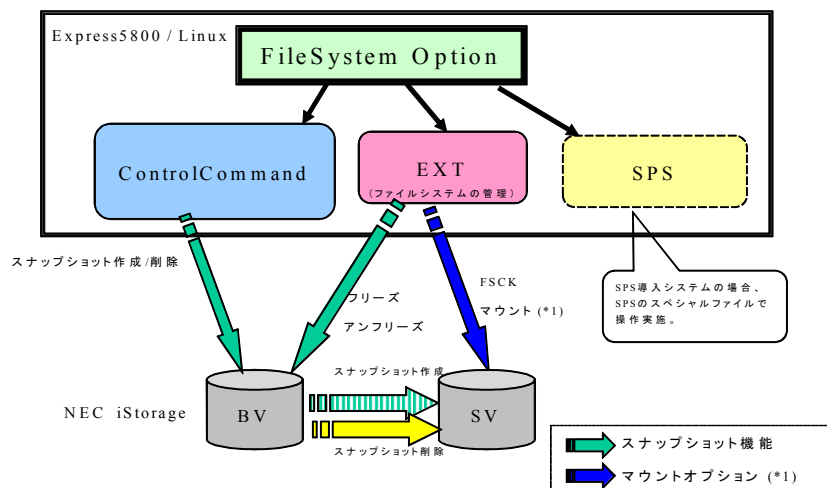 Express5800 / Linux
FileSystem Option
ControlCommand
EXT
(ファイルシステムの管理)
SPS
スナップショット作成/削除
フリーズ
アンフリーズ
FSCK
マウント(*1)
SPS導入システムの場合、
SPSのスペシャルファイルで
操作実施。
スナップショット作成
NEC iStorage
BV
SV
スナップショット削除
スナップショット機能
マウントオプション (*1)